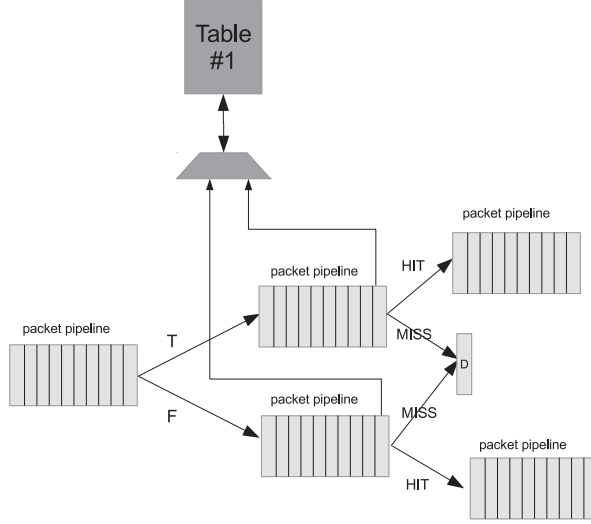 Table
#1
packet pipeline
HIT
packet pipeline
MISS
T
packet pipeline
D
packet pipeline
MISS
F
packet pipeline
HIT